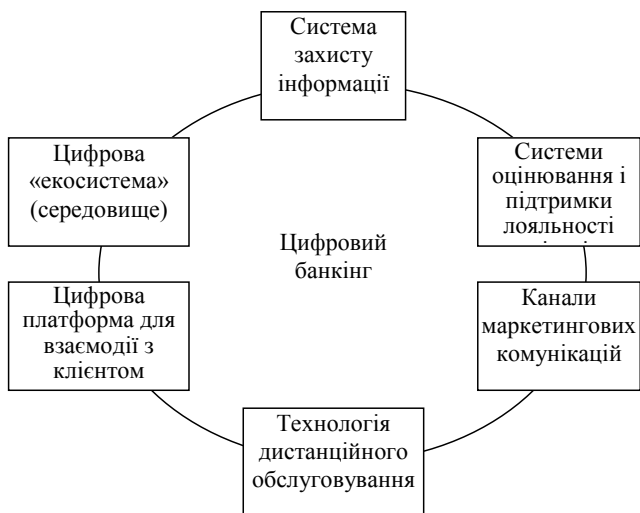 Система
захисту
інформації
Цифрова
«екосистема»
(середовище)
Системи
оцінювання і
підтримки
лояльності
Цифровий
банкінг
Цифрова
платформа для
взаємодії з
клієнтом
Канали
маркетингових
комунікацій
Технологія
дистанційного
обслуговування